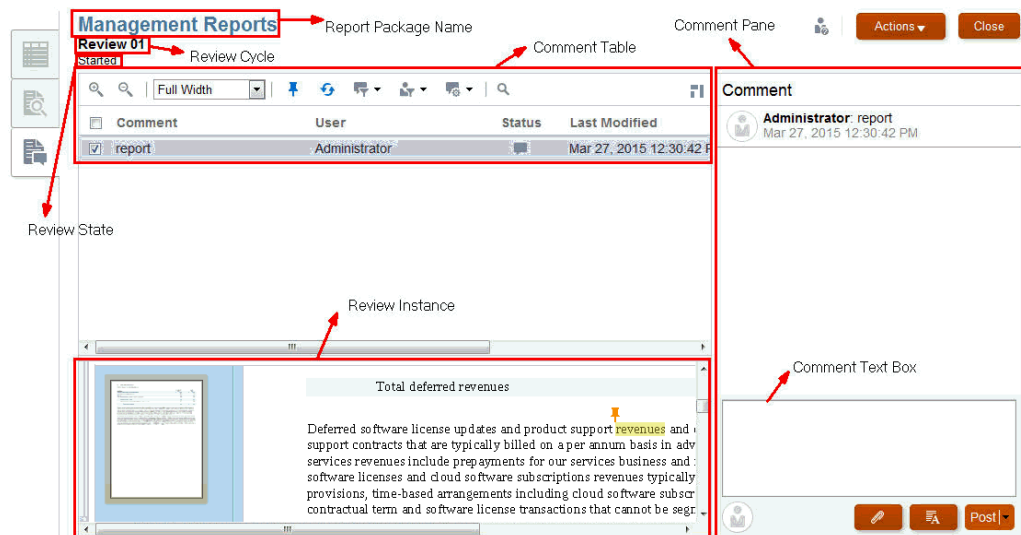 Management Reports
Report Package Name
Comment Pane
Actions
Close
Review 01
Review Cycle
Comment Table
Started
Full Width
Comment
Comment
User
Status
Last Modified
Administrator: report
Mar 27, 2015 12:30:42 PM
report
Administrator
Mar 27, 2015 12:30:42 P
Review State
Review Instance
Comment Text Box
Total deferred revenues
Deferred software license updates and product support revenues and
support contracts that are typically billed on a per annum basis in adv
services revenues include prepayments for our services business and
software licenses and cloud software subscriptions revenues typically
provisions, time-based arrangements including cloud software subscr
contractual term and software license transactions that cannot be segr
Post